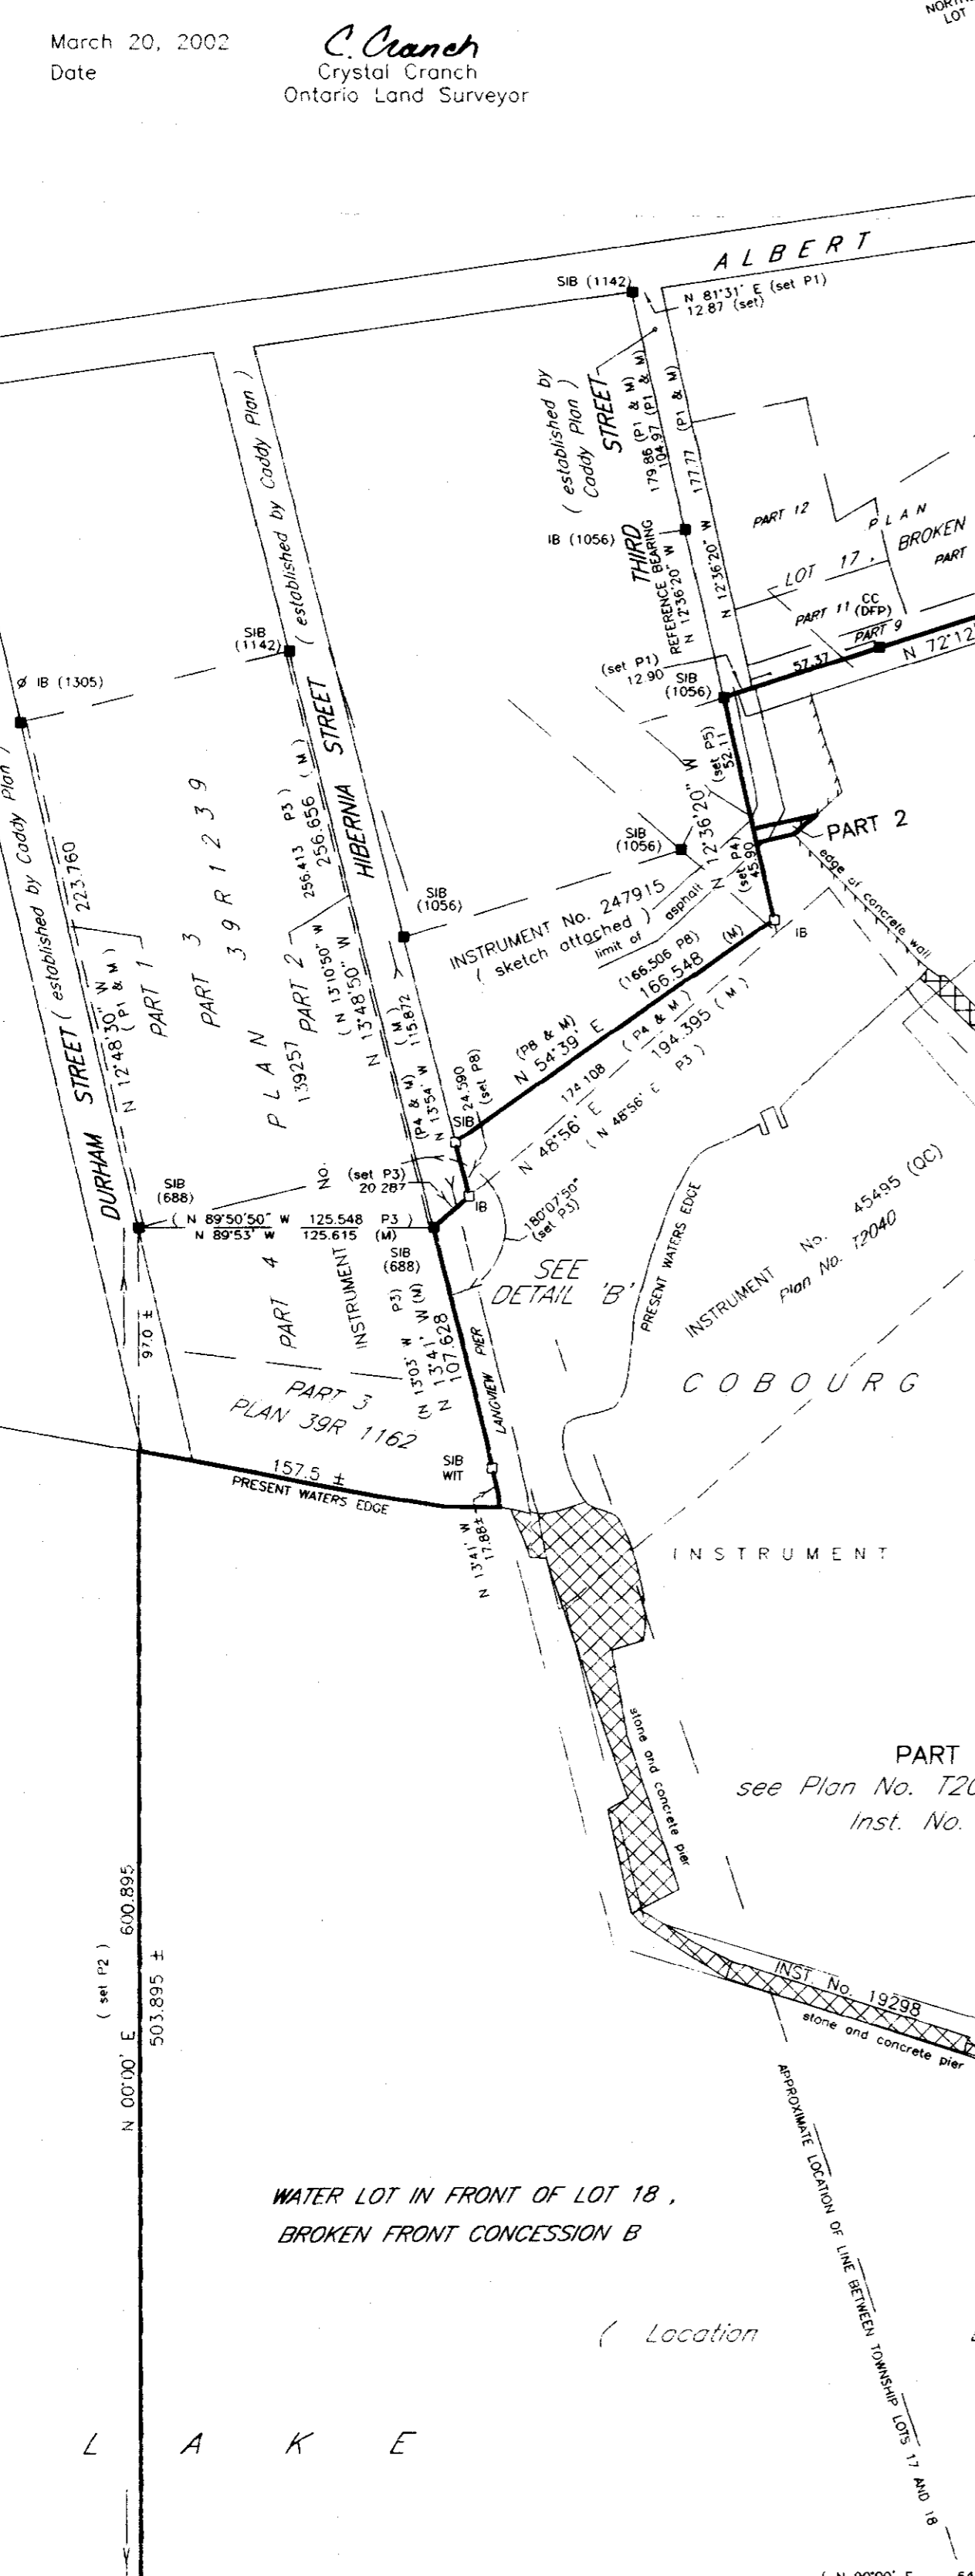 NORTH
LOT
March 20, 2002
Date
C. Cranch
Crystal Cranch
Ontario Land Surveyor
ALBERT
SIB (1142)
N 81°31' E (set P1)
12.87 (set)
( established by
Caddy Plan )
THIRD STREET
179.86 (P1 & M)
104.97 (P1 & M)
177.77 (P1 & M)
IB (1056)
REFERENCE BEARING
N 12°36'20" W
N 12°36'20" W
PART 12
PLAN
LOT 17,
BROKEN
PART
PART 11
CC
(DFP)
PART 9
57.37
N 72°12
(set P1)
12.90
SIB
(1056)
(set P5)
52.11
N 12°36'20" W
(set P4)
45.90
PART 2
edge of concrete wall
IB
SIB
(1142)
( established by Caddy Plan )
HIBERNIA STREET
Ø IB (1305)
256.413 P3 )
256.656 ( M )
PART 3
39R1239
PLAN
139257
PART 2
( N 13°10'50" W
N 13°48'50" W
DURHAM STREET ( established by Caddy Plan )
223.760
N 12°48'30" W
( P1 & M )
PART 1
SIB
(1056)
SIB
(1056)
INSTRUMENT No. 247915
( sketch attached )
limit of asphalt
(166.506 P8)
166.548 (M)
(P8 & M)
N 54°39' E
174.108 ( P4 & M )
194.395 ( M )
N 48°56' E
( N 48°56' E P3 )
( M )
115.872
(P4 & M)
N 13°54' W
24.590
(set P8)
SIB
(set P3)
20 287
IB
180°07'50"
(set P3)
No.
SIB
(688)
( N 89°50'50" W 125.548 P3 )
N 89°53' W 125.615 (M)
SIB
(688)
SEE
DETAIL 'B'
PRESENT WATERS EDGE
INSTRUMENT No. 45495 (QC)
Plan No. T2040
PART 4
INSTRUMENT
97.0 ±
( N 13°03' W P3)
N 13°41' W (M)
107.628
LANGVIEW PIER
PART 3
PLAN 39R 1162
COBOURG
157.5 ±
PRESENT WATERS EDGE
SIB
WIT
N 13°41' W
17.88±
INSTRUMENT
stone and concrete pier
PART
see Plan No. T20
Inst. No.
( set P2 )
N 00°00' E 600.895
503.895 ±
INST. No. 19298
stone and concrete pier
APPROXIMATE LOCATION OF LINE BETWEEN TOWNSHIP LOTS 17 AND 18
WATER LOT IN FRONT OF LOT 18 ,
BROKEN FRONT CONCESSION B
( Location
LAKE